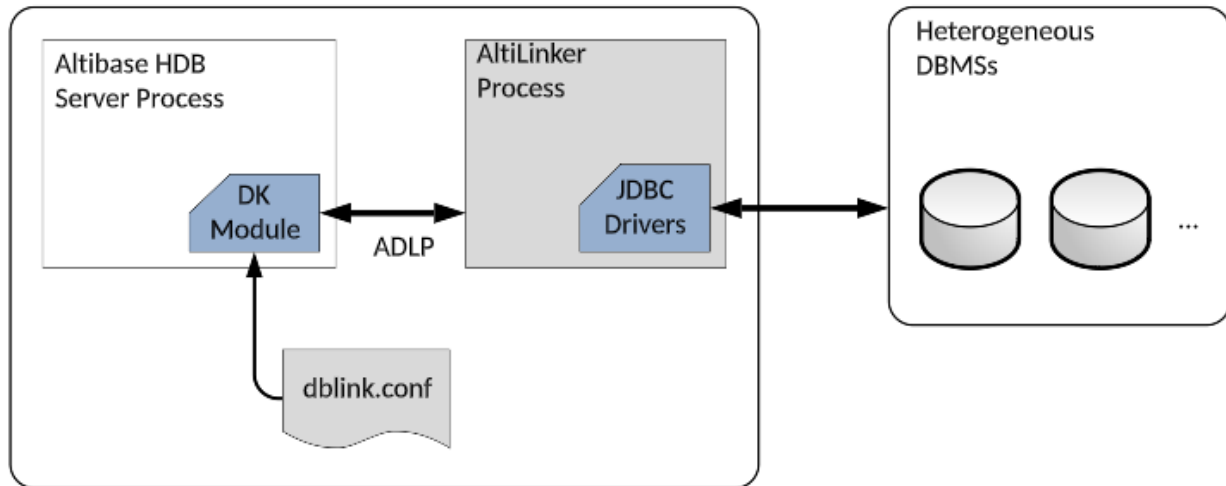 Altibase HDB
Server Process
DK
Module
ADLP
AltiLinker
Process
JDBC
Drivers
dblink.conf
Heterogeneous
DBMSs
...